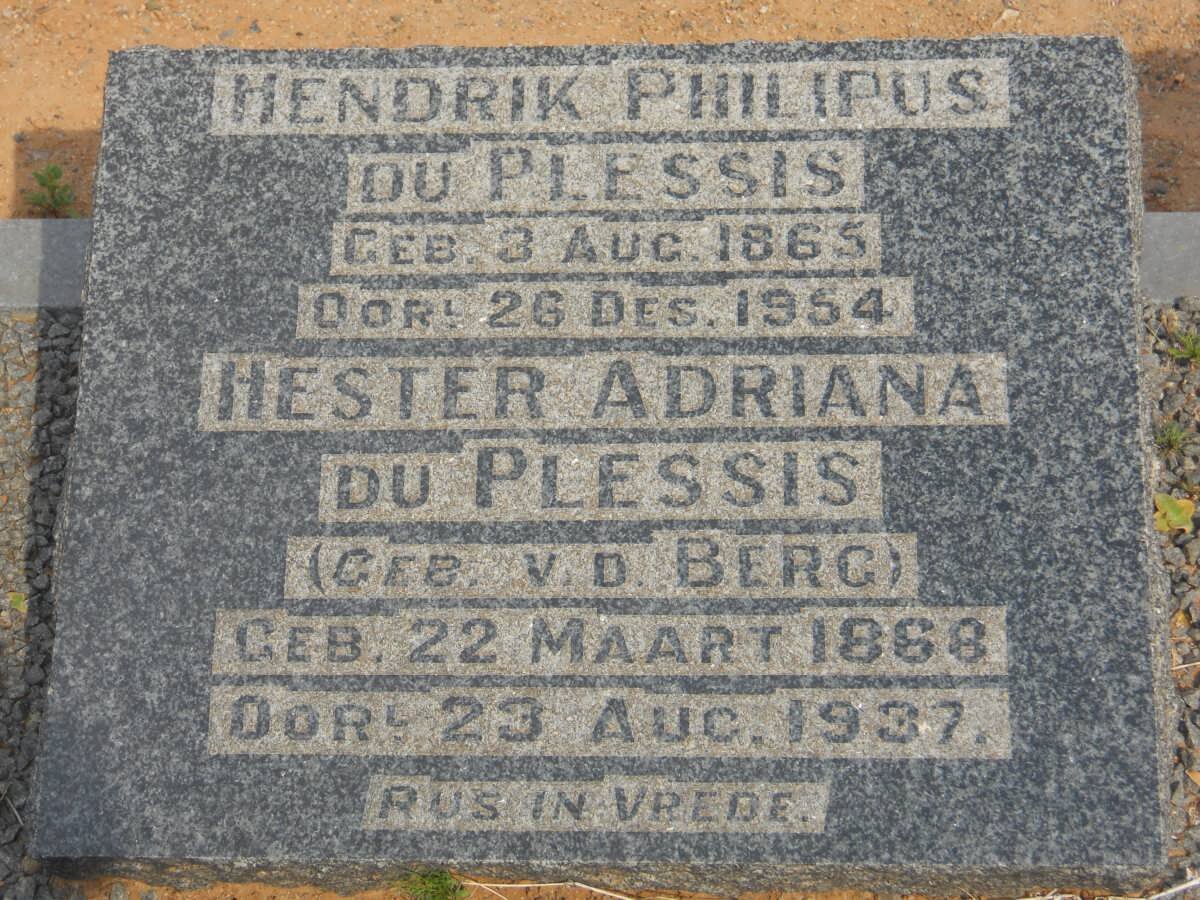 HENDRIK PHILIPUS
DU PLESSIS
GEB. 3 AUG. 1865
OORL. 26 DES. 1954
HESTER ADRIANA
DU PLESSIS
(GEB. V.D. BERG)
GEB. 22 MAART 1868
OORL. 23 AUG. 1937.
RUS IN VREDE.